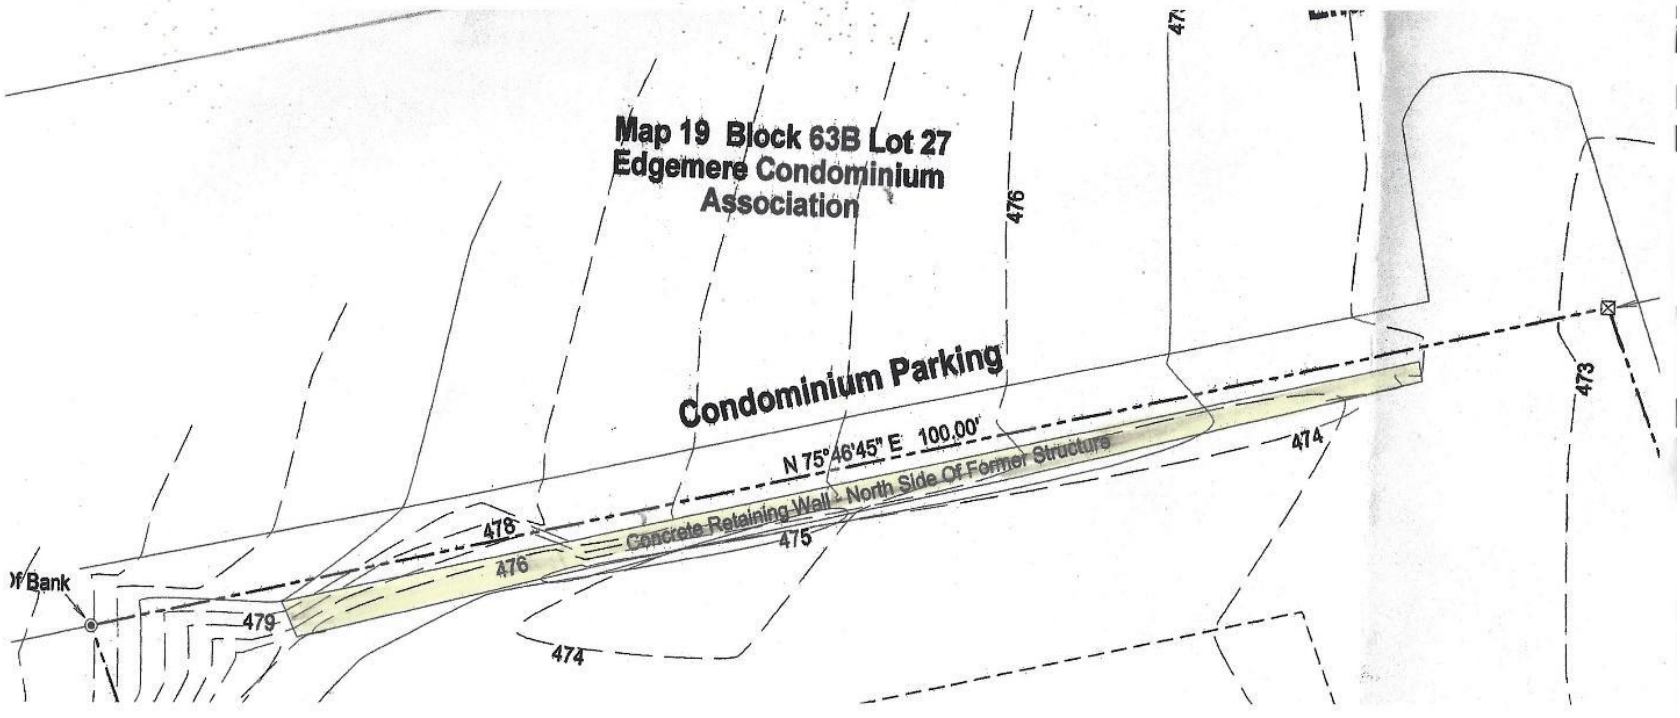 Map 19 Block 63B Lot 27
Edgemere Condominium
Association
476
Condominium Parking
N 75°46'45" E 100.00'
Concrete Retaining Wall - North Side Of Former Structure
473
474
478
475
476
Of Bank
479
474